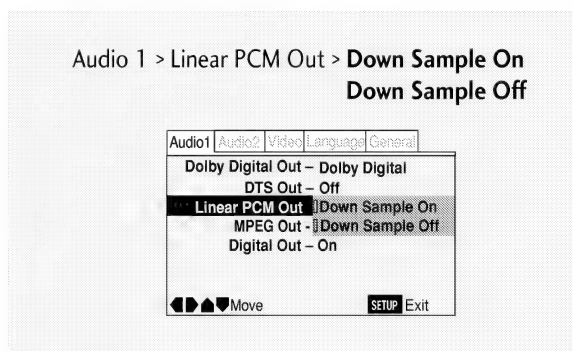 Audio 1 > Linear PCM Out > Down Sample On
Down Sample Off
Audio1 Audio2 Video Language General
Dolby Digital Out – Dolby Digital
DTS Out – Off
Linear PCM Out Down Sample On
MPEG Out - Down Sample Off
Digital Out – On
Move SETUP Exit